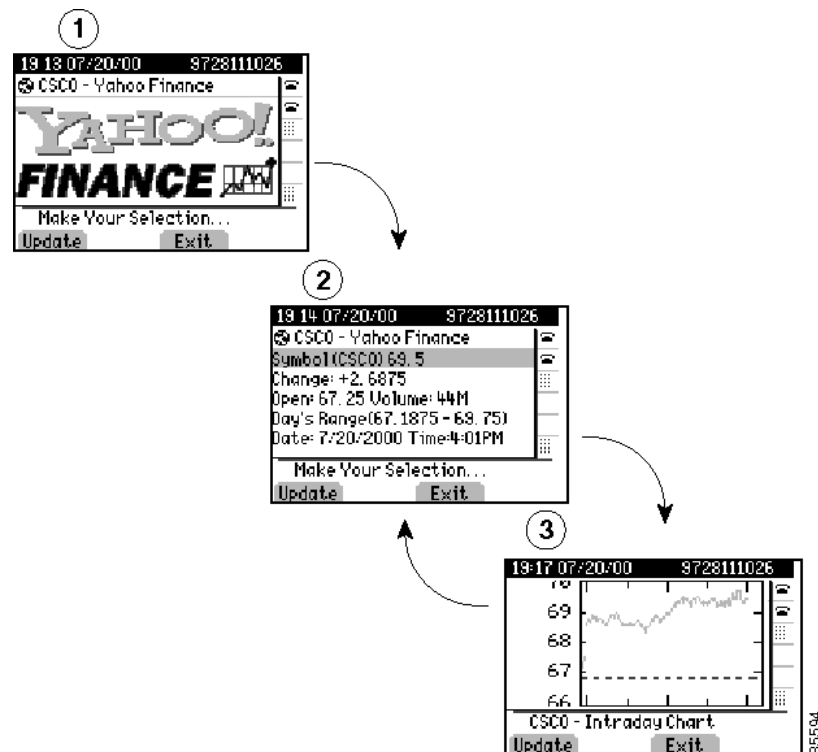 1
19 13 07/20/00 9728111026
CSCO - Yahoo Finance
YAHOO!
FINANCE
Make Your Selection...
Update Exit
2
19 14 07/20/00 9728111026
CSCO - Yahoo Finance
Symbol (CSCO) 69.5
Change: +2.6875
Open: 67.25 Volume: 44M
Day's Range(67.1875 - 69.75)
Date: 7/20/2000 Time:4:01PM
Make Your Selection...
Update Exit
3
19:17 07/20/00 9728111026
70
69
68
67
66
CSCO - Intraday Chart
Update Exit